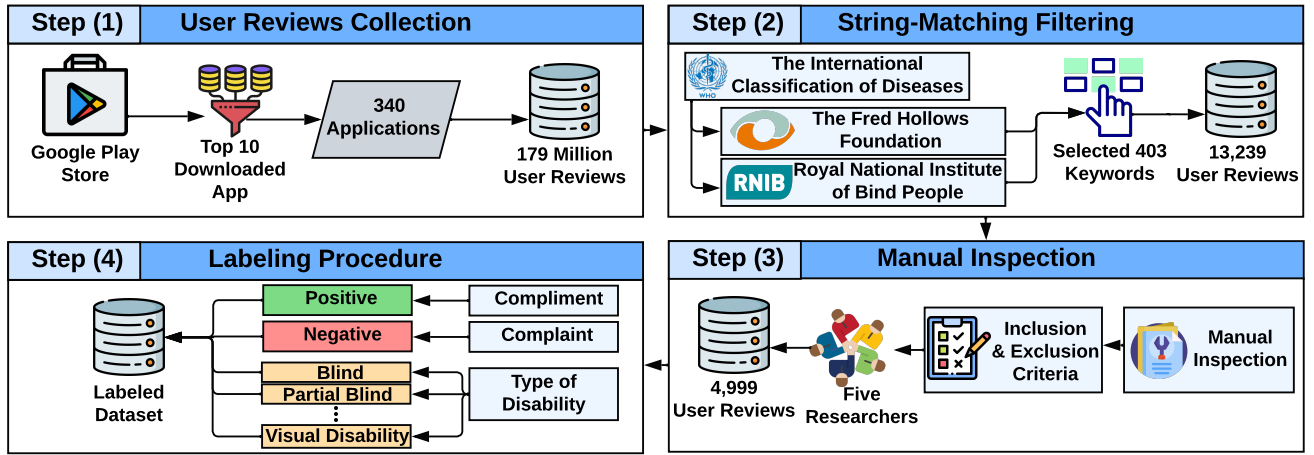 Step (1)
User Reviews Collection
Google Play
Store
Top 10
Downloaded
App
340
Applications
179 Million
User Reviews
Step (2)
String-Matching Filtering
WHO
The International
Classification of Diseases
The Fred Hollows
Foundation
RNIB
Royal National Institute
of Bind People
Selected 403
Keywords
13,239
User Reviews
Step (4)
Labeling Procedure
Labeled
Dataset
Positive
Compliment
Negative
Complaint
Blind
Partial Blind
Visual Disability
Type of
Disability
Step (3)
Manual Inspection
4,999
User Reviews
Five
Researchers
Inclusion
& Exclusion
Criteria
Manual
Inspection